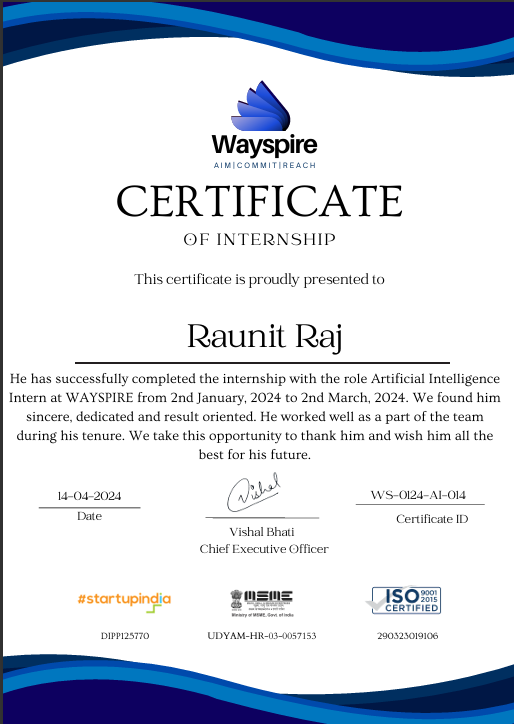 Wayspire
AIM|COMMIT|REACH
CERTIFICATE
OF INTERNSHIP
This certificate is proudly presented to
Raunit Raj
He has successfully completed the internship with the role Artificial Intelligence
Intern at WAYSPIRE from 2nd January, 2024 to 2nd March, 2024. We found him
sincere, dedicated and result oriented. He worked well as a part of the team
during his tenure. We take this opportunity to thank him and wish him all the
best for his future.
14-04-2024
Date
Vishal
Vishal Bhati
Chief Executive Officer
WS-0124-AI-014
Certificate ID
#startupindia
MSME
Ministry of MSME, Govt. of India
ISO 9001
2015
CERTIFIED
DIPP125770
UDYAM-HR-03-0057153
290323019106